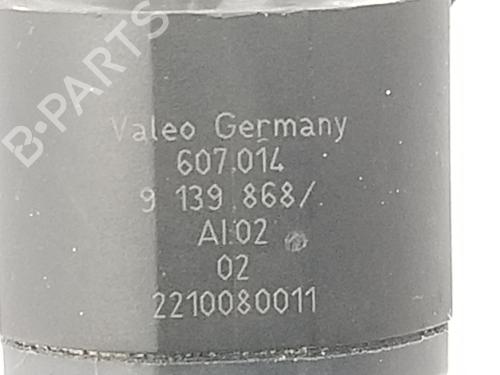 B-PARTS
Valeo Germany
607.014
9 139 868/.
AI.02
02
2210080011